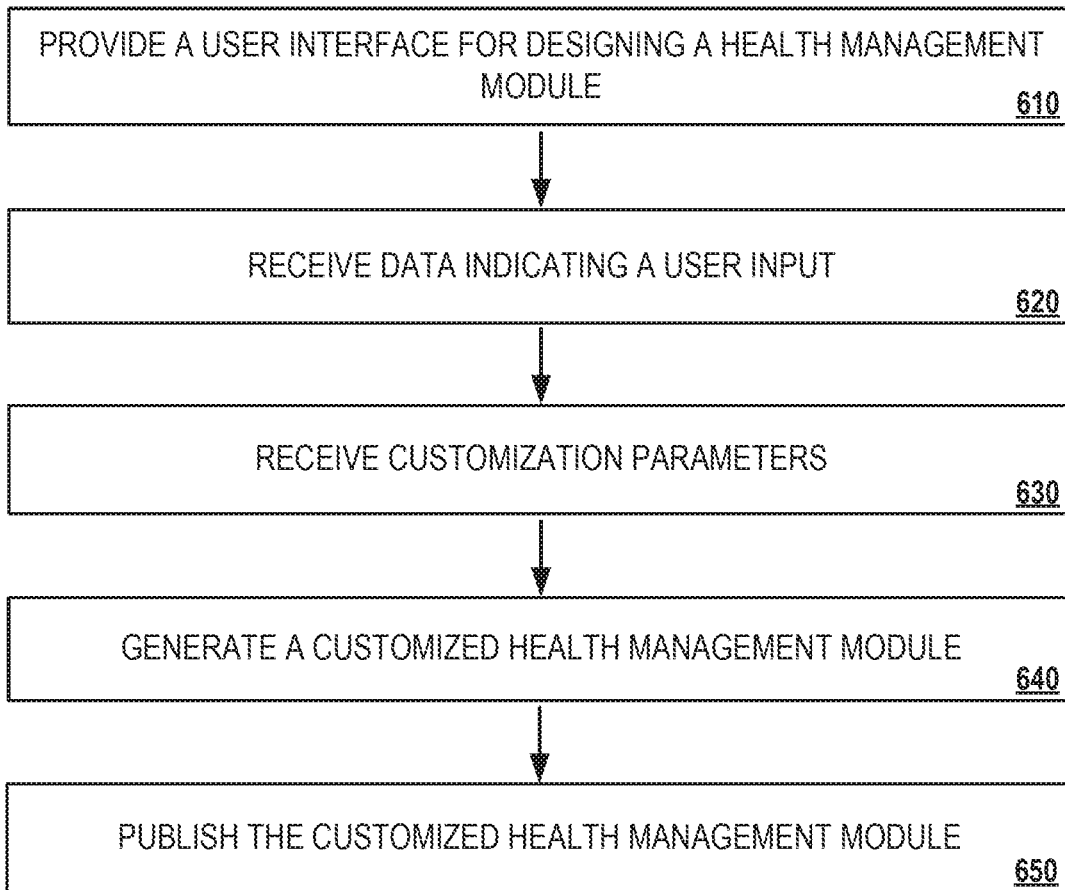 PROVIDE A USER INTERFACE FOR DESIGNING A HEALTH MANAGEMENT
MODULE
610
RECEIVE DATA INDICATING A USER INPUT
620
RECEIVE CUSTOMIZATION PARAMETERS
630
GENERATE A CUSTOMIZED HEALTH MANAGEMENT MODULE
640
PUBLISH THE CUSTOMIZED HEALTH MANAGEMENT MODULE
650